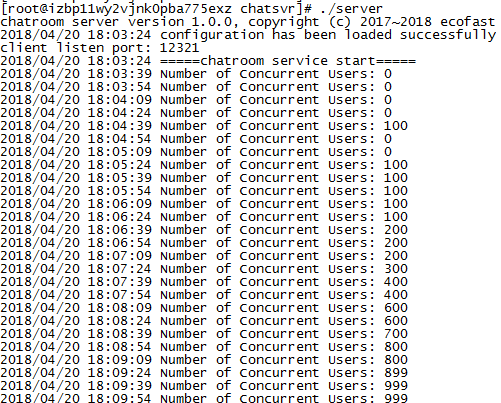 [root@izbp11wy2vjnk0pba775exz chatsvr]# ./server
chatroom server version 1.0.0, copyright (c) 2017~2018 ecofast
2018/04/20 18:03:24 configuration has been loaded successfully
client listen port: 12321
2018/04/20 18:03:24 =====chatroom service start=====
2018/04/20 18:03:39 Number of Concurrent Users: 0
2018/04/20 18:03:54 Number of Concurrent Users: 0
2018/04/20 18:04:09 Number of Concurrent Users: 0
2018/04/20 18:04:24 Number of Concurrent Users: 0
2018/04/20 18:04:39 Number of Concurrent Users: 100
2018/04/20 18:04:54 Number of Concurrent Users: 0
2018/04/20 18:05:09 Number of Concurrent Users: 0
2018/04/20 18:05:24 Number of Concurrent Users: 100
2018/04/20 18:05:39 Number of Concurrent Users: 100
2018/04/20 18:05:54 Number of Concurrent Users: 100
2018/04/20 18:06:09 Number of Concurrent Users: 100
2018/04/20 18:06:24 Number of Concurrent Users: 100
2018/04/20 18:06:39 Number of Concurrent Users: 200
2018/04/20 18:06:54 Number of Concurrent Users: 200
2018/04/20 18:07:09 Number of Concurrent Users: 200
2018/04/20 18:07:24 Number of Concurrent Users: 300
2018/04/20 18:07:39 Number of Concurrent Users: 400
2018/04/20 18:07:54 Number of Concurrent Users: 400
2018/04/20 18:08:09 Number of Concurrent Users: 600
2018/04/20 18:08:24 Number of Concurrent Users: 600
2018/04/20 18:08:39 Number of Concurrent Users: 700
2018/04/20 18:08:54 Number of Concurrent Users: 800
2018/04/20 18:09:09 Number of Concurrent Users: 800
2018/04/20 18:09:24 Number of Concurrent Users: 899
2018/04/20 18:09:39 Number of Concurrent Users: 999
2018/04/20 18:09:54 Number of Concurrent Users: 999